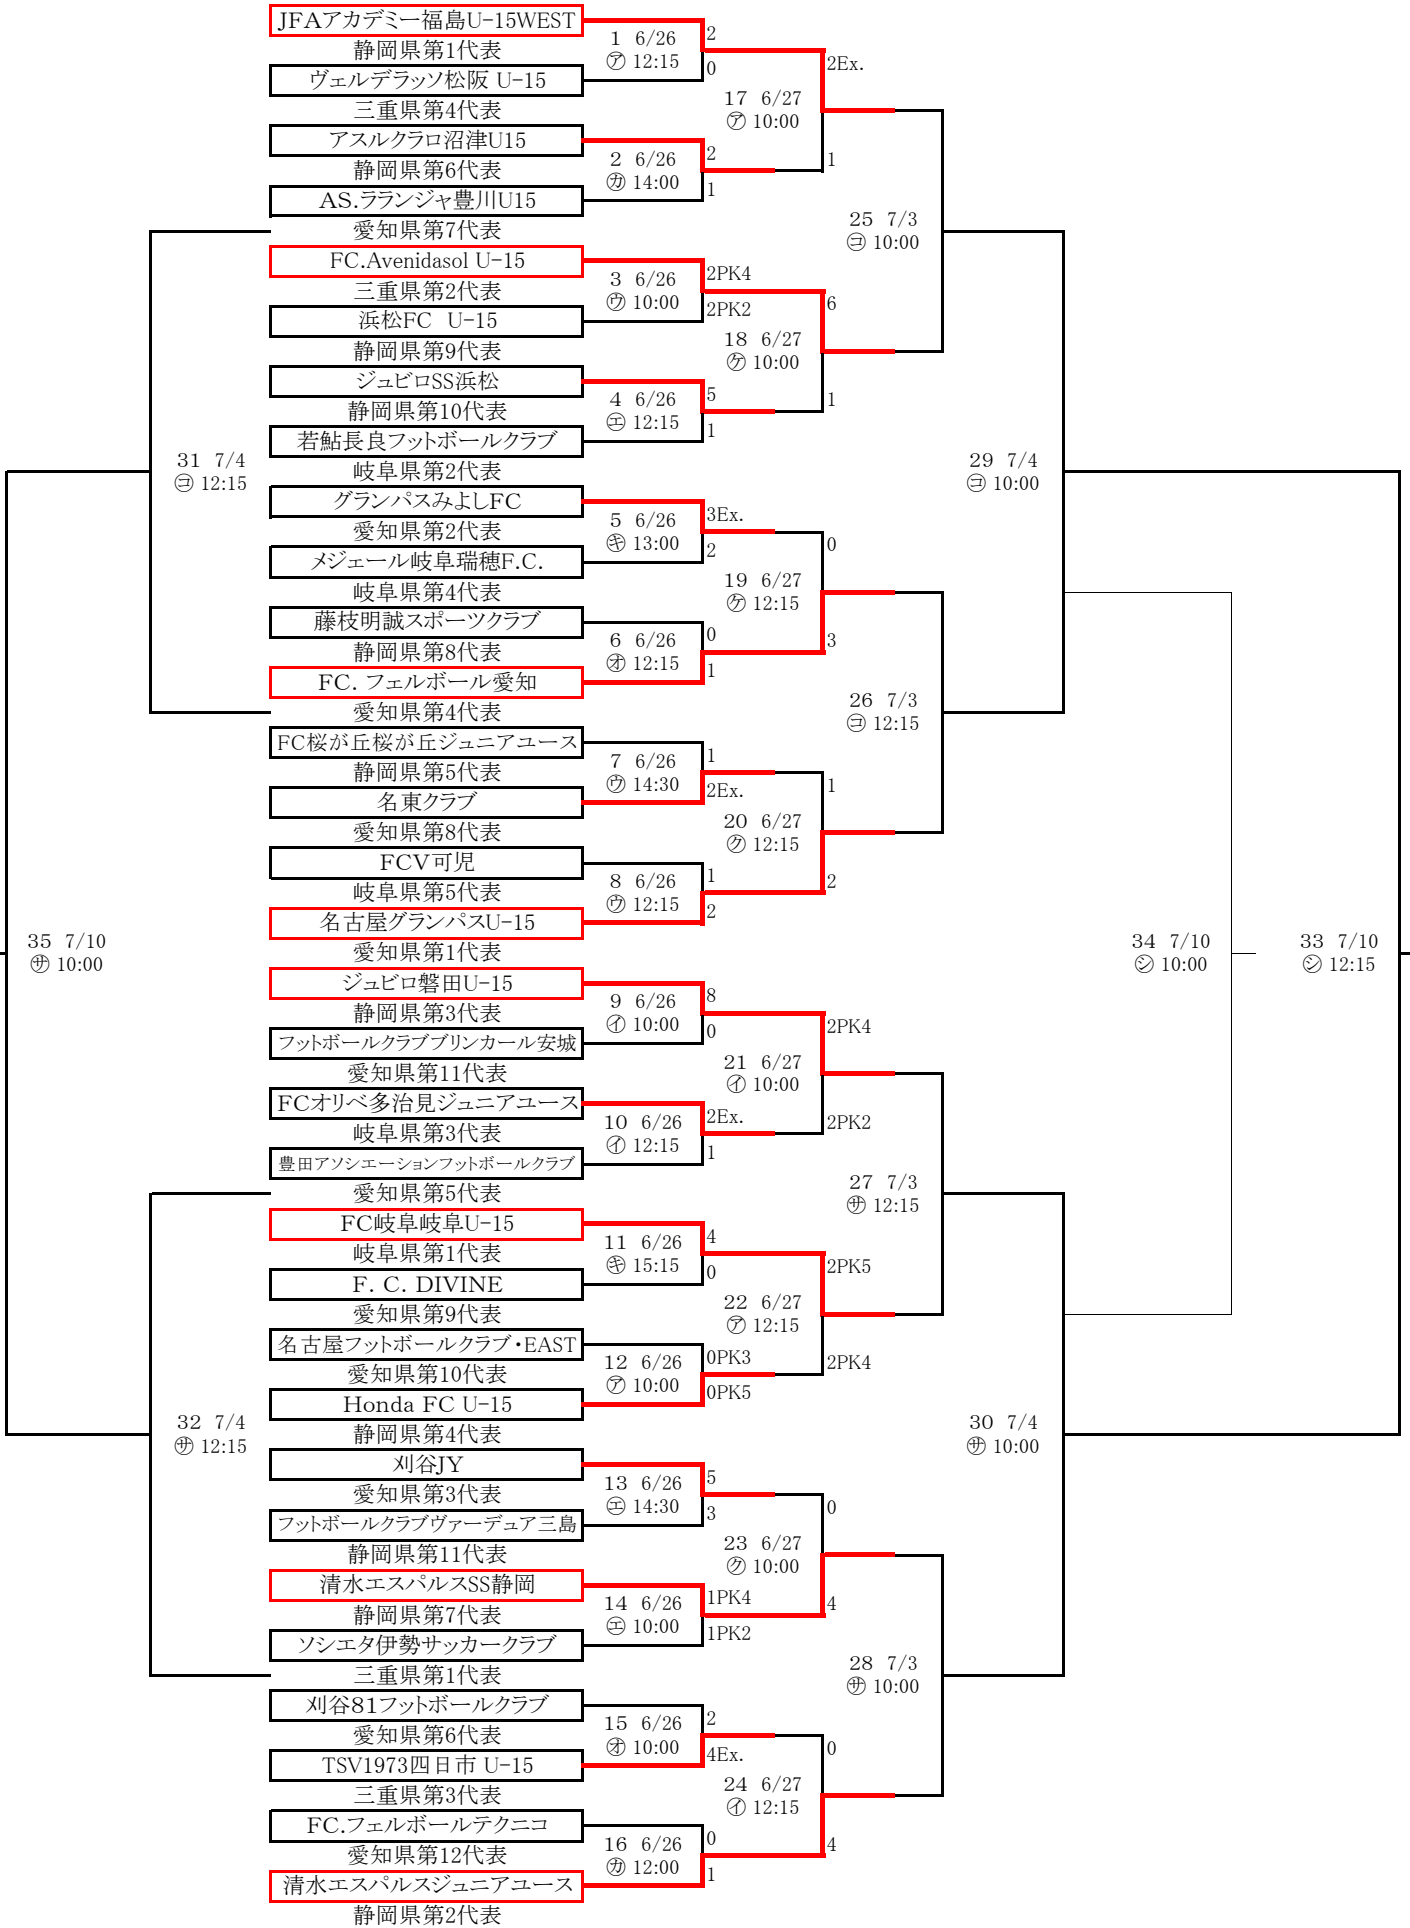 JFAアカデミー福島U-15WEST
静岡県第1代表
ヴェルデラッソ松阪 U-15
三重県第4代表
アスルクラロ沼津U15
静岡県第6代表
AS.ラランジャ豊川U15
愛知県第7代表
FC.Avenidasol U-15
三重県第2代表
浜松FC U-15
静岡県第9代表
ジュビロSS浜松
静岡県第10代表
若鮎長良フットボールクラブ
岐阜県第2代表
グランパスみよしFC
愛知県第2代表
メジェール岐阜瑞穂F.C.
岐阜県第4代表
藤枝明誠スポーツクラブ
静岡県第8代表
FC. フェルボール愛知
愛知県第4代表
FC桜が丘桜が丘ジュニアユース
静岡県第5代表
名東クラブ
愛知県第8代表
FCV可児
岐阜県第5代表
名古屋グランパスU-15
愛知県第1代表
ジュビロ磐田U-15
静岡県第3代表
フットボールクラブブリンカール安城
愛知県第11代表
FCオリベ多治見ジュニアユース
岐阜県第3代表
豊田アソシエーションフットボールクラブ
愛知県第5代表
FC岐阜岐阜U-15
岐阜県第1代表
F. C. DIVINE
愛知県第9代表
名古屋フットボールクラブ・EAST
愛知県第10代表
Honda FC U-15
静岡県第4代表
刈谷JY
愛知県第3代表
フットボールクラブヴァーデュア三島
静岡県第11代表
清水エスパルスSS静岡
静岡県第7代表
ソシエタ伊勢サッカークラブ
三重県第1代表
刈谷81フットボールクラブ
愛知県第6代表
TSV1973四日市 U-15
三重県第3代表
FC.フェルボールテクニコ
愛知県第12代表
清水エスパルスジュニアユース
静岡県第2代表
1 6/26
㋐ 12:15
2
0
2 6/26
㋕ 14:00
2
1
3 6/26
㋒ 10:00
2PK4
2PK2
4 6/26
㋓ 12:15
5
1
5 6/26
㋖ 13:00
3Ex.
2
6 6/26
㋔ 12:15
0
1
7 6/26
㋒ 14:30
1
2Ex.
8 6/26
㋒ 12:15
1
2
9 6/26
㋑ 10:00
8
0
10 6/26
㋑ 12:15
2Ex.
1
11 6/26
㋖ 15:15
4
0
12 6/26
㋐ 10:00
0PK3
0PK5
13 6/26
㋓ 14:30
5
3
14 6/26
㋓ 10:00
1PK4
1PK2
15 6/26
㋔ 10:00
2
4Ex.
16 6/26
㋕ 12:00
0
1
17 6/27
㋐ 10:00
2Ex.
1
18 6/27
㋘ 10:00
6
1
19 6/27
㋘ 12:15
0
3
20 6/27
㋗ 12:15
1
2
21 6/27
㋑ 10:00
2PK4
2PK2
22 6/27
㋐ 12:15
2PK5
2PK4
23 6/27
㋗ 10:00
0
4
24 6/27
㋑ 12:15
0
4
25 7/3
㋙ 10:00
26 7/3
㋙ 12:15
27 7/3
㋚ 12:15
28 7/3
㋚ 10:00
29 7/4
㋙ 10:00
30 7/4
㋚ 10:00
31 7/4
㋙ 12:15
32 7/4
㋚ 12:15
33 7/10
㋛ 12:15
34 7/10
㋛ 10:00
35 7/10
㋚ 10:00